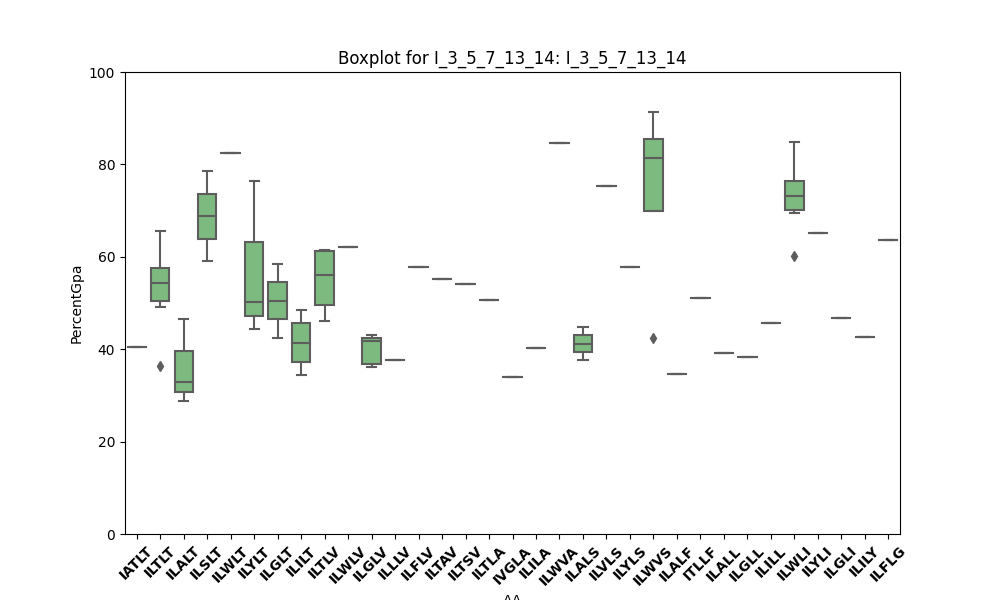 Boxplot for I_3_5_7_13_14: I_3_5_7_13_14
100
80
60
40
20
0
PercentGpa
IATLT ILTLT ILALT ILSLT ILWLT ILYLT ILGLT ILILT ILTLV ILWLV ILGLV ILLLV ILFLV ILTAV ILTSV ILTLA IVGLA ILILA ILWVA ILALS ILVLS ILYLS ILWVS ILALF ITLLF ILALL ILGLL ILILL ILWLI ILYLI ILGLI ILILY ILFLG
AA